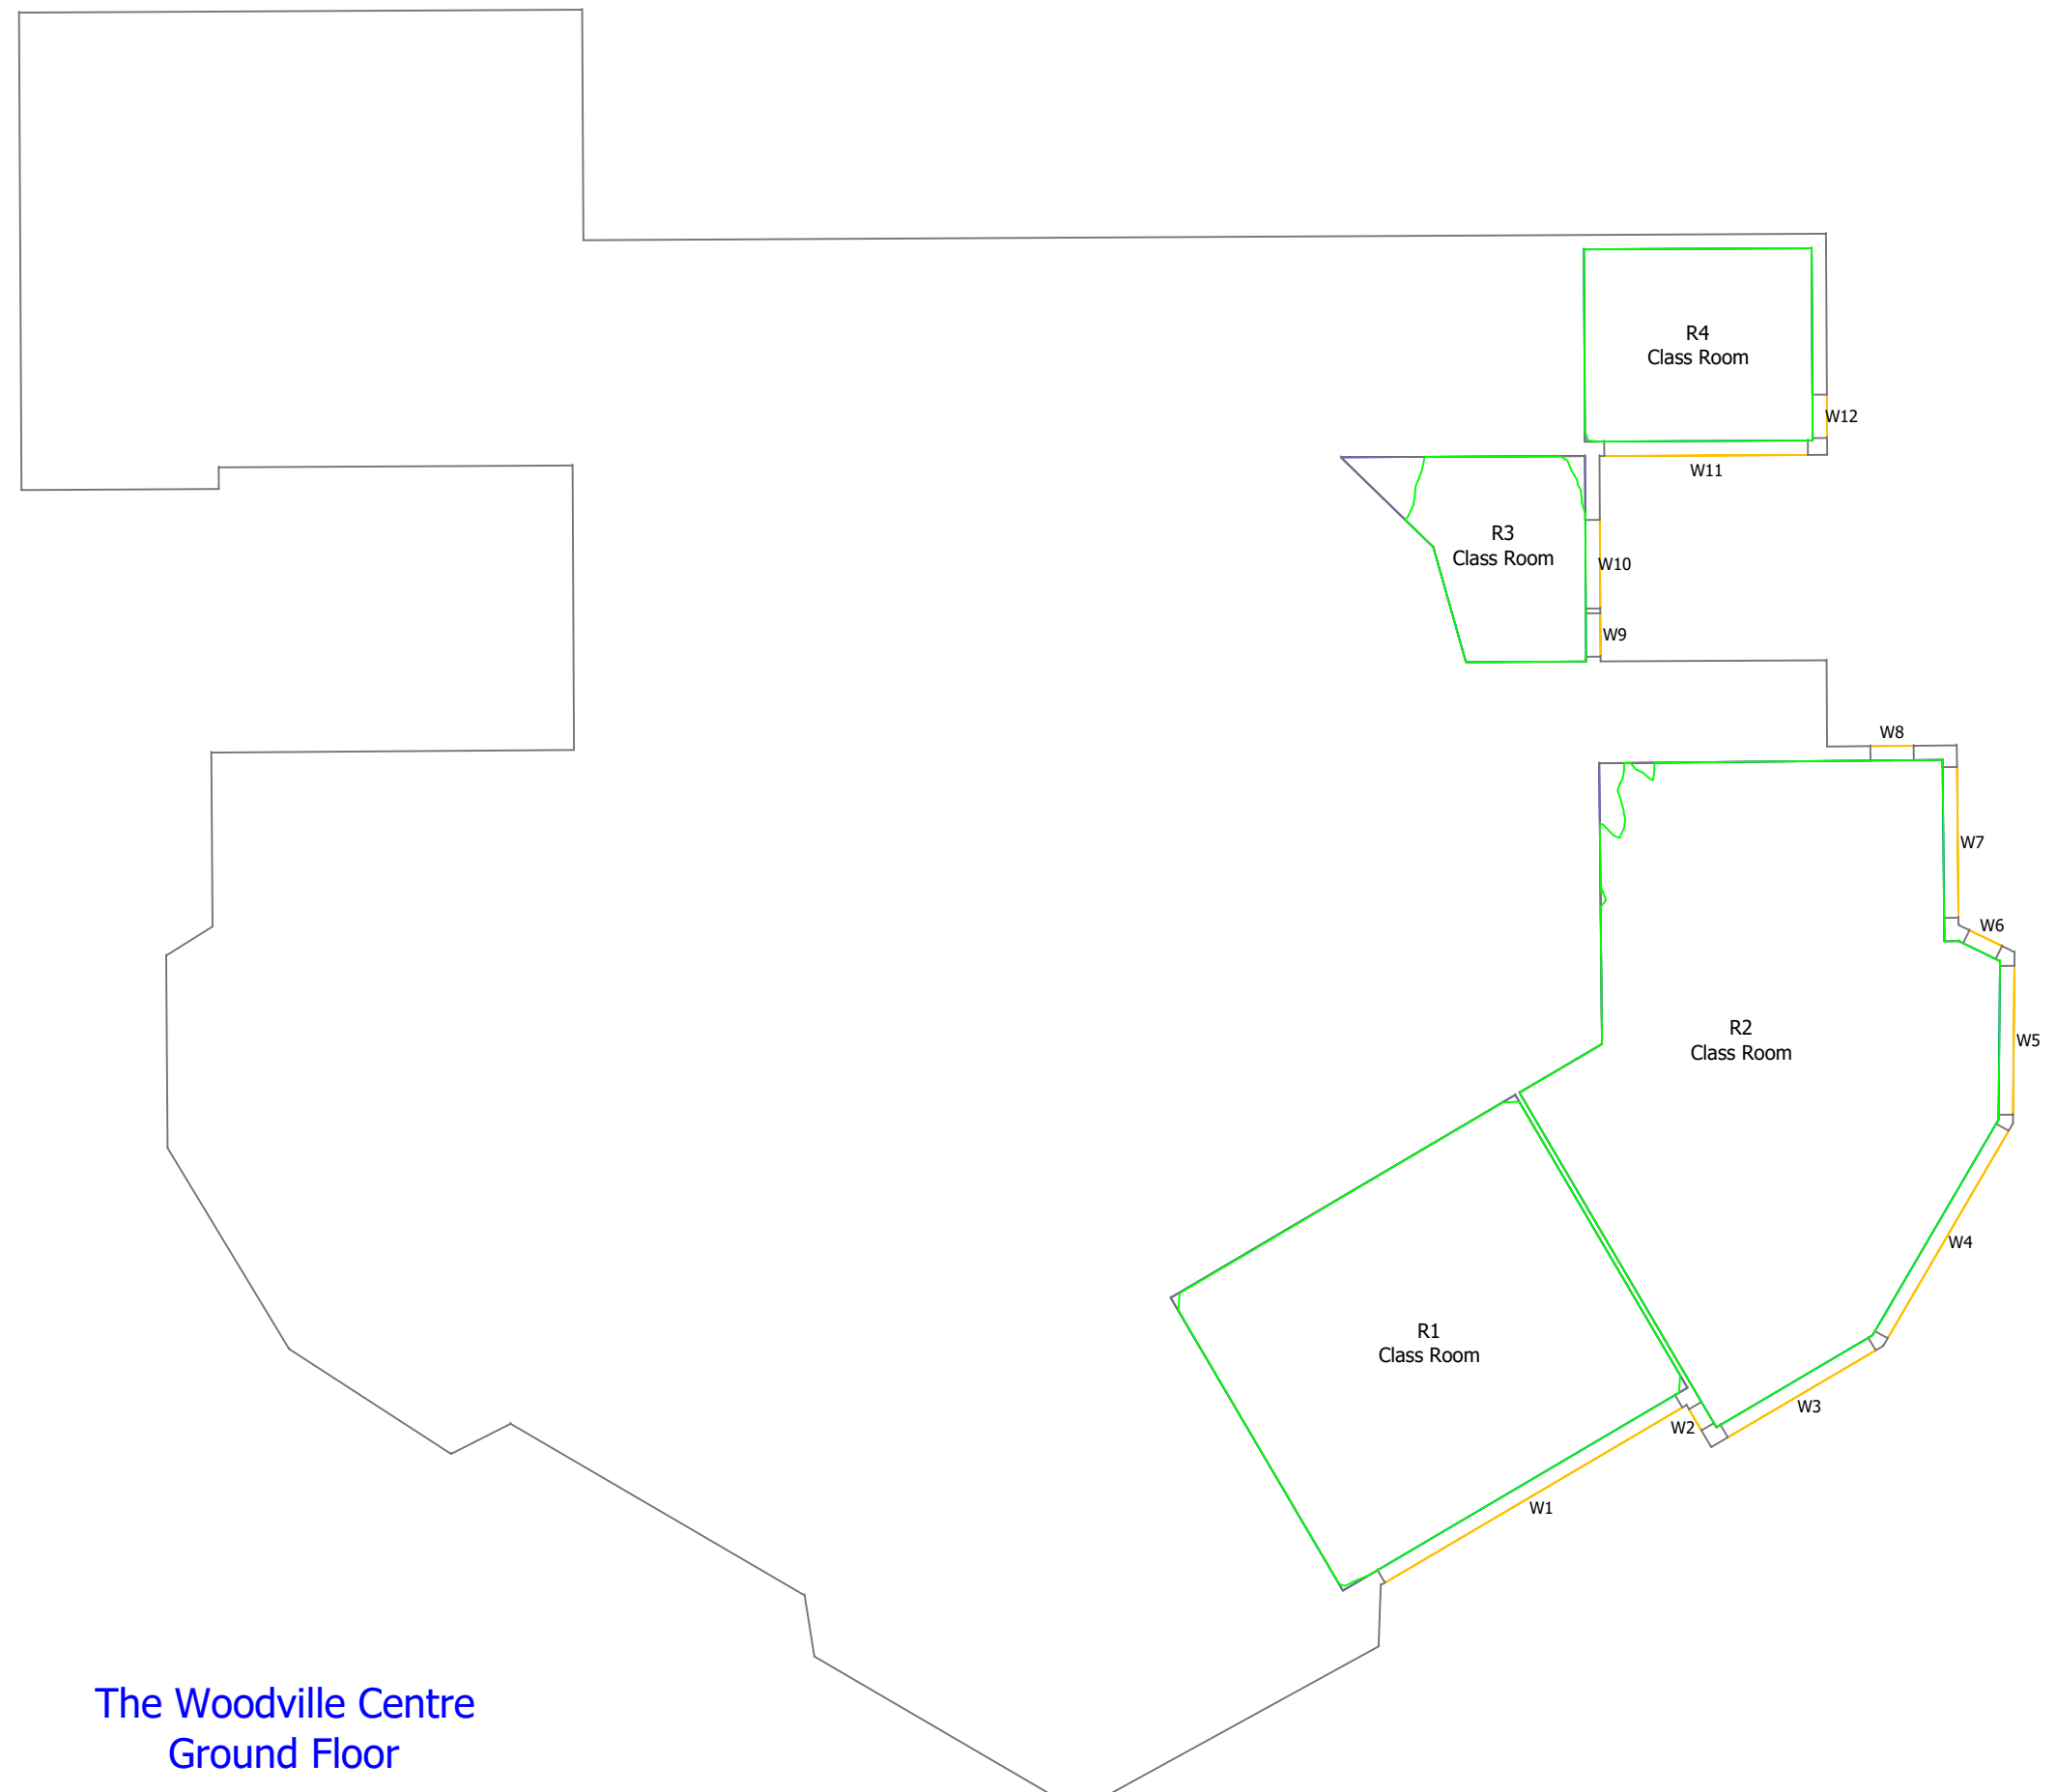 R4
Class Room
W12
W11
R3
Class Room
W10
W9
W8
W7
W6
R2
Class Room
W5
W4
R1
Class Room
W3
W2
W1
The Woodville Centre
Ground Floor